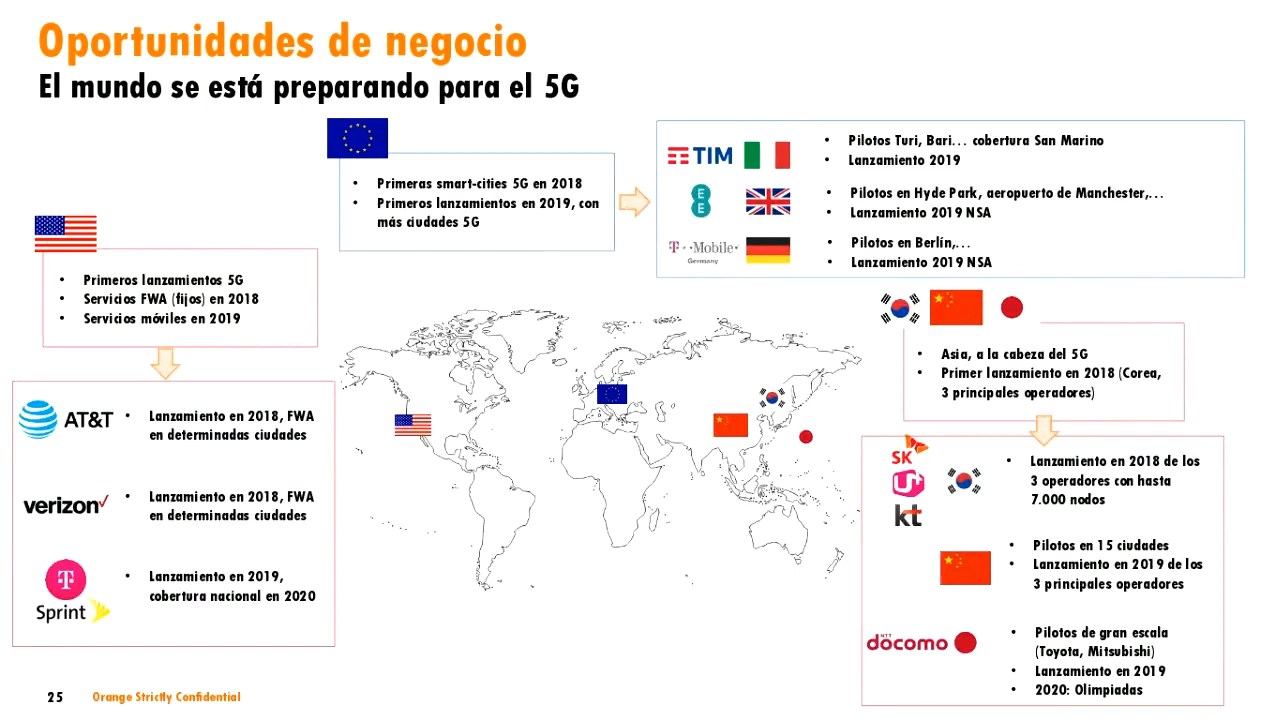 Oportunidades de negocio
El mundo se está preparando para el 5G
• Primeras smart-cities 5G en 2018
• Primeros lanzamientos en 2019, con
más ciudades 5G
TIM
• Pilotos Turi, Bari... cobertura San Marino
• Lanzamiento 2019
EE
• Pilotos en Hyde Park, aeropuerto de Manchester,...
• Lanzamiento 2019 NSA
T··Mobile·
Germany
• Pilotos en Berlín,...
• Lanzamiento 2019 NSA
• Primeros lanzamientos 5G
• Servicios FWA (fijos) en 2018
• Servicios móviles en 2019
AT&T
• Lanzamiento en 2018, FWA
en determinadas ciudades
verizon
• Lanzamiento en 2018, FWA
en determinadas ciudades
T
Sprint
• Lanzamiento en 2019,
cobertura nacional en 2020
• Asia, a la cabeza del 5G
• Primer lanzamiento en 2018 (Corea,
3 principales operadores)
SK
U+
kt
• Lanzamiento en 2018 de los
3 operadores con hasta
7.000 nodos
• Pilotos en 15 ciudades
• Lanzamiento en 2019 de los
3 principales operadores
NTT
döcomo
• Pilotos de gran escala
(Toyota, Mitsubishi)
• Lanzamiento en 2019
• 2020: Olimpiadas
25 Orange Strictly Confidential